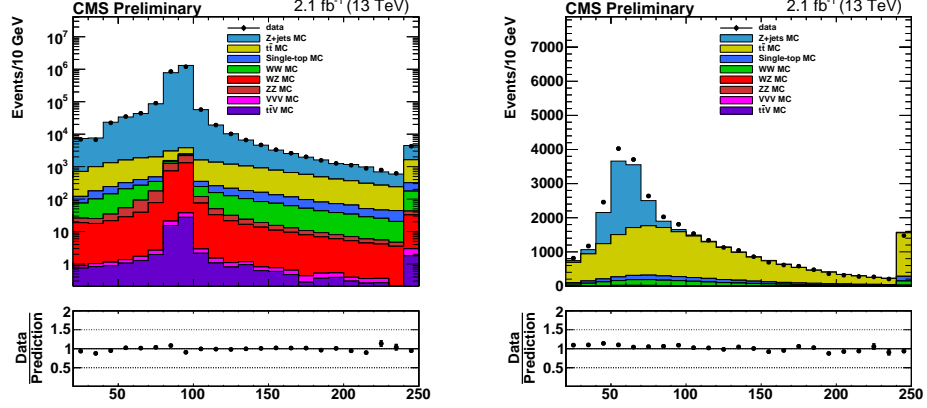 CMS Preliminary 2.1 fb⁻¹ (13 TeV)
Events/10 GeV
10⁷
10⁶
10⁵
10⁴
10³
10²
10
1
data
Z+jets MC
tt̄ MC
Single-top MC
WW MC
WZ MC
ZZ MC
VVV MC
tt̄V MC
Data
Prediction
2
1.5
1
0.5
50 100 150 200 250
CMS Preliminary 2.1 fb⁻¹ (13 TeV)
Events/10 GeV
7000
6000
5000
4000
3000
2000
1000
0
data
Z+jets MC
tt̄ MC
Single-top MC
WW MC
WZ MC
ZZ MC
VVV MC
tt̄V MC
Data
Prediction
2
1.5
1
0.5
50 100 150 200 250